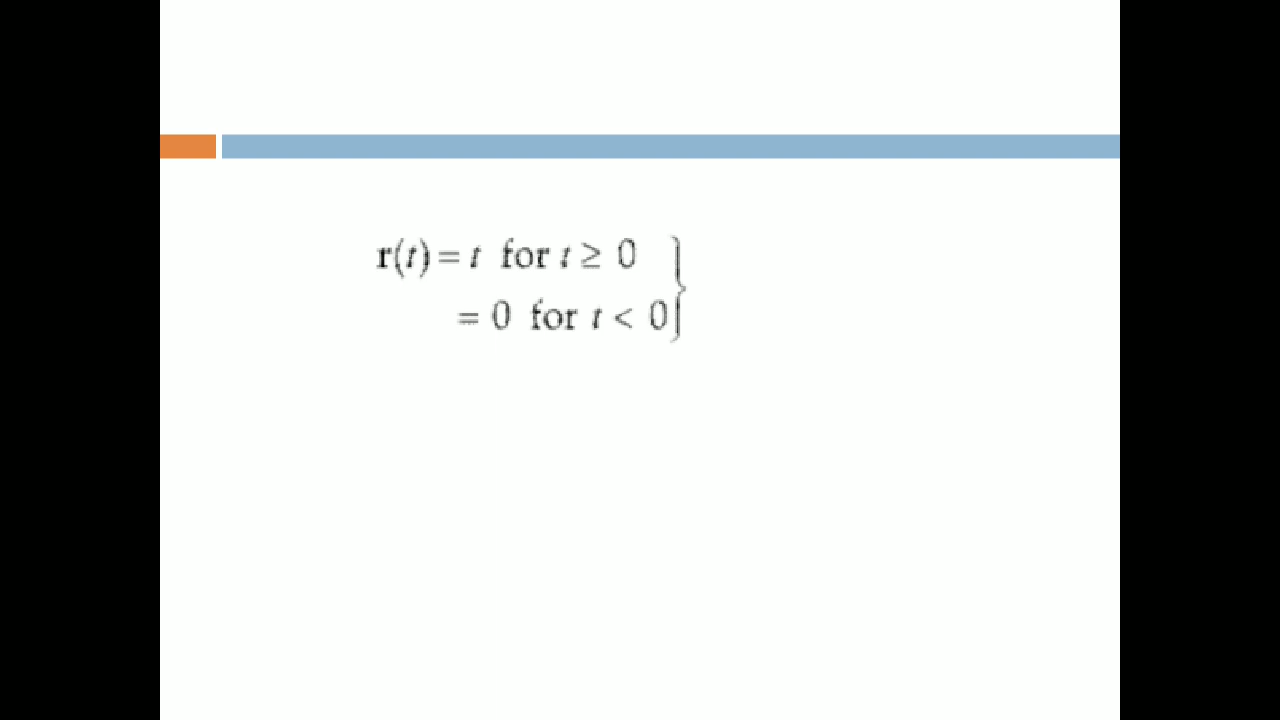 r(t) = t for t ≥ 0
= 0 for t < 0